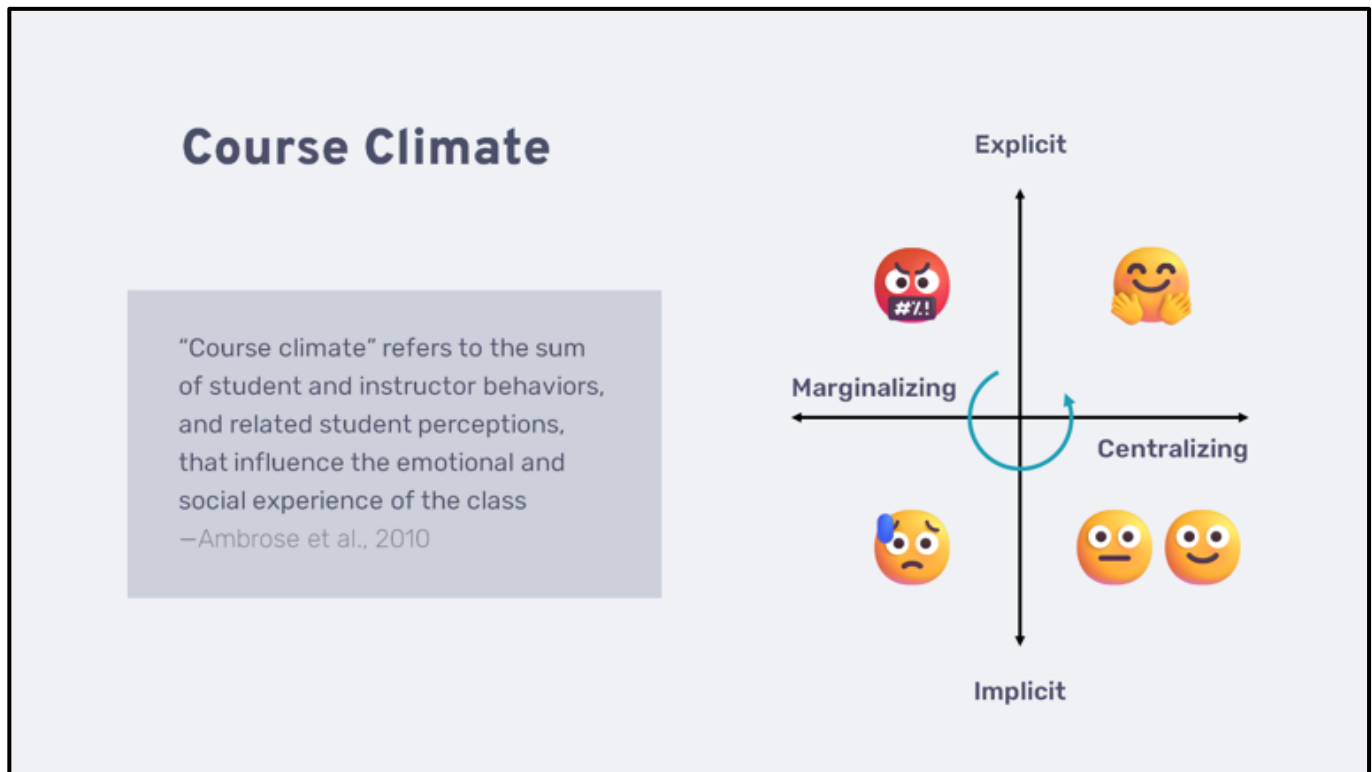 Course Climate
“Course climate” refers to the sum
of student and instructor behaviors,
and related student perceptions,
that influence the emotional and
social experience of the class
—Ambrose et al., 2010
Explicit
#%!
Marginalizing
Centralizing
Implicit